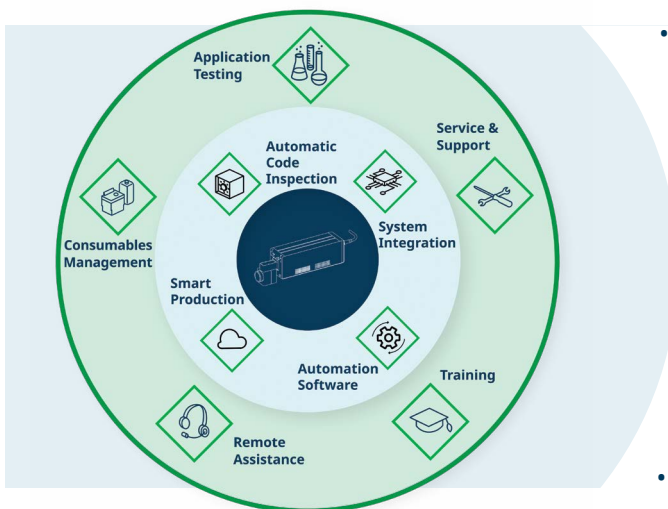 Application
Testing
Service &
Support
Automatic
Code
Inspection
System
Integration
Consumables
Management
Smart
Production
Automation
Software
Training
Remote
Assistance